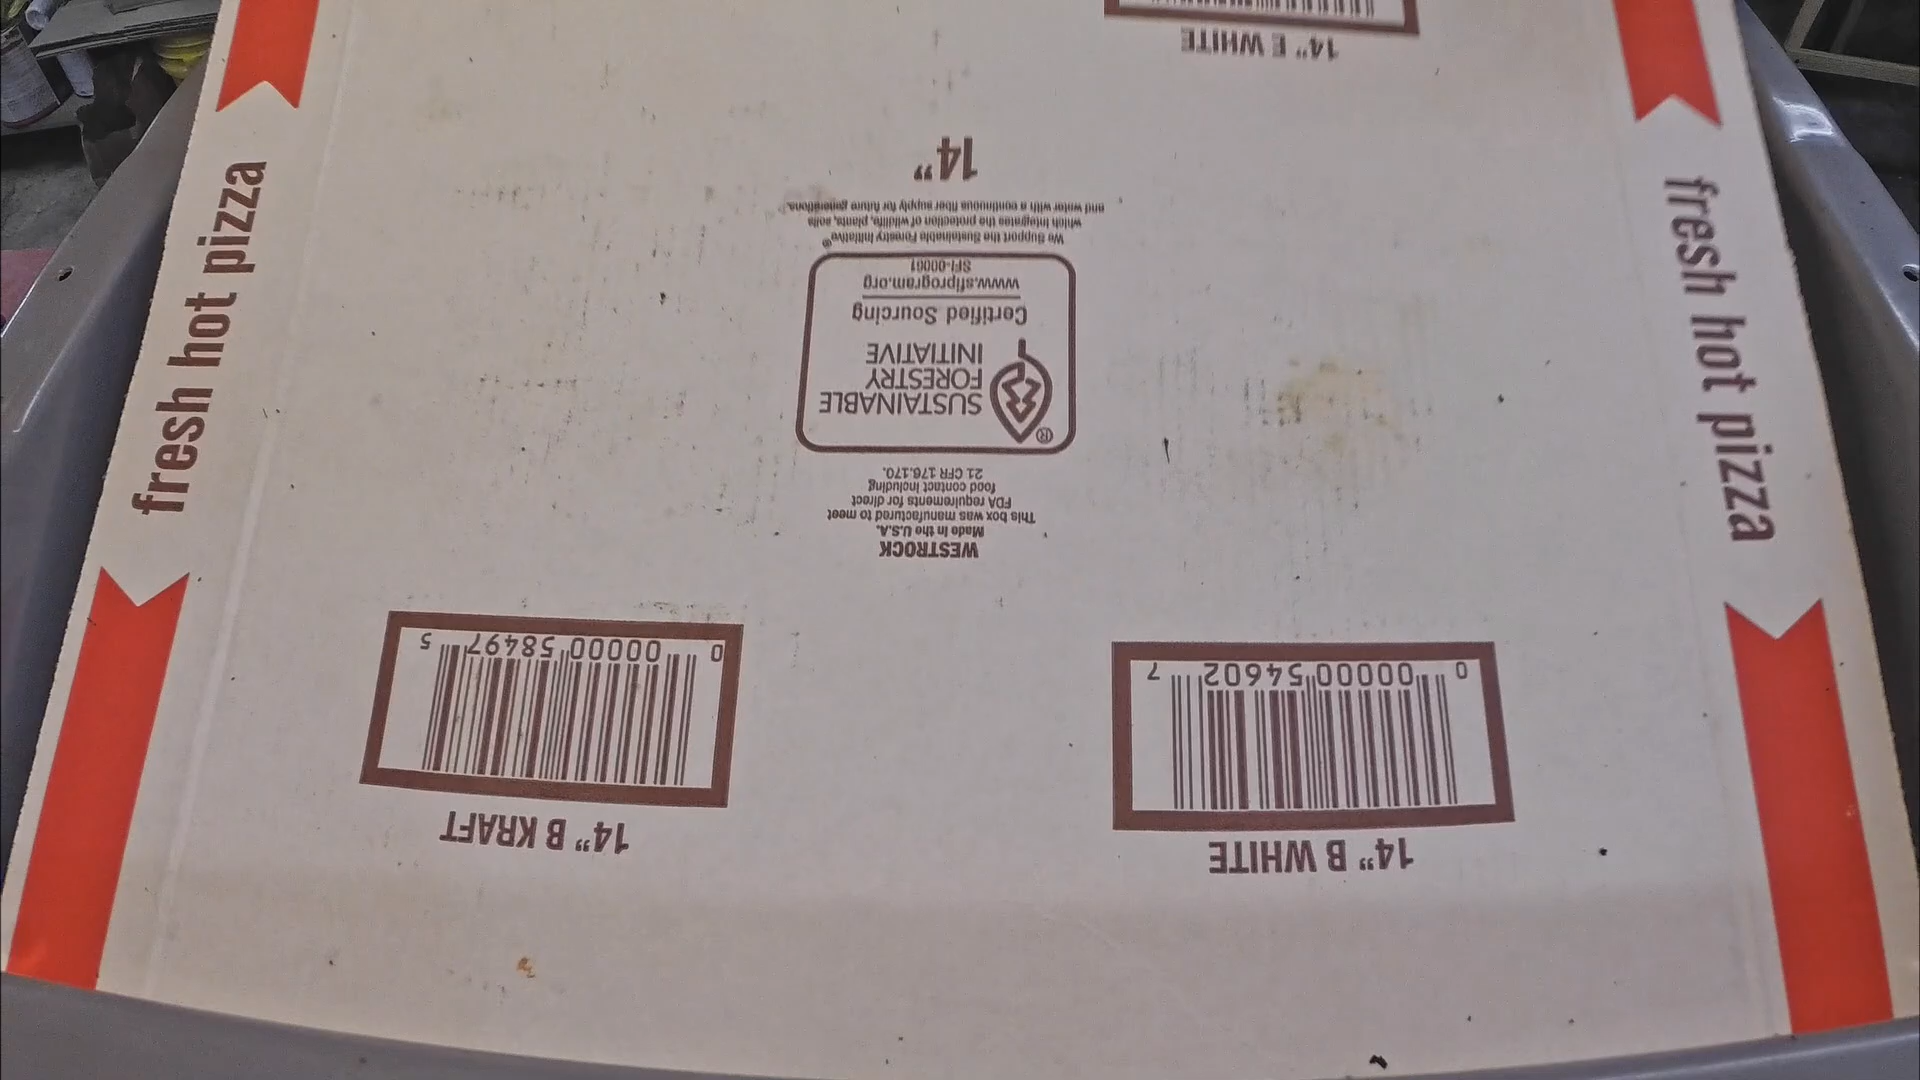 fresh hot pizza
fresh hot pizza
14" B WHITE
0 00000 54602 7
14" B KRAFT
0 00000 58497 5
WESTROCK
Made in the U.S.A.
This box was manufactured to meet
FDA requirements for direct
food contact including
21 CFR 176.170.
®
SUSTAINABLE
FORESTRY
INITIATIVE
Certified Sourcing
www.sfiprogram.org
SFI-00061
We Support the Sustainable Forestry Initiative®
which integrates the protection of wildlife, plants, soils
and water with a continuous fiber supply for future generations.
14"
14" E WHITE